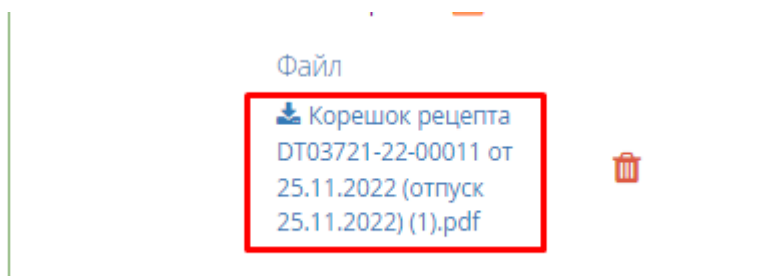 Файл
Корешок рецепта
DT03721-22-00011 от
25.11.2022 (отпуск
25.11.2022) (1).pdf